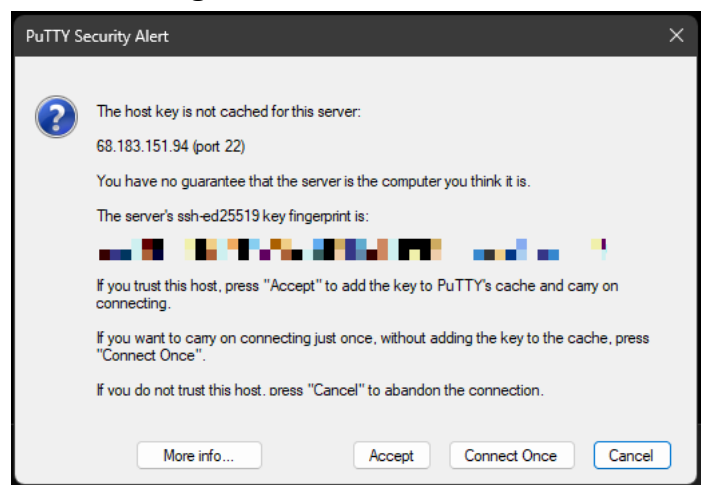 PuTTY Security Alert
The host key is not cached for this server:
68.183.151.94 (port 22)
You have no guarantee that the server is the computer you think it is.
The server's ssh-ed25519 key fingerprint is:
If you trust this host, press "Accept" to add the key to PuTTY's cache and carry on
connecting.
If you want to carry on connecting just once, without adding the key to the cache, press
"Connect Once".
If you do not trust this host, press "Cancel" to abandon the connection.
More info... Accept Connect Once Cancel